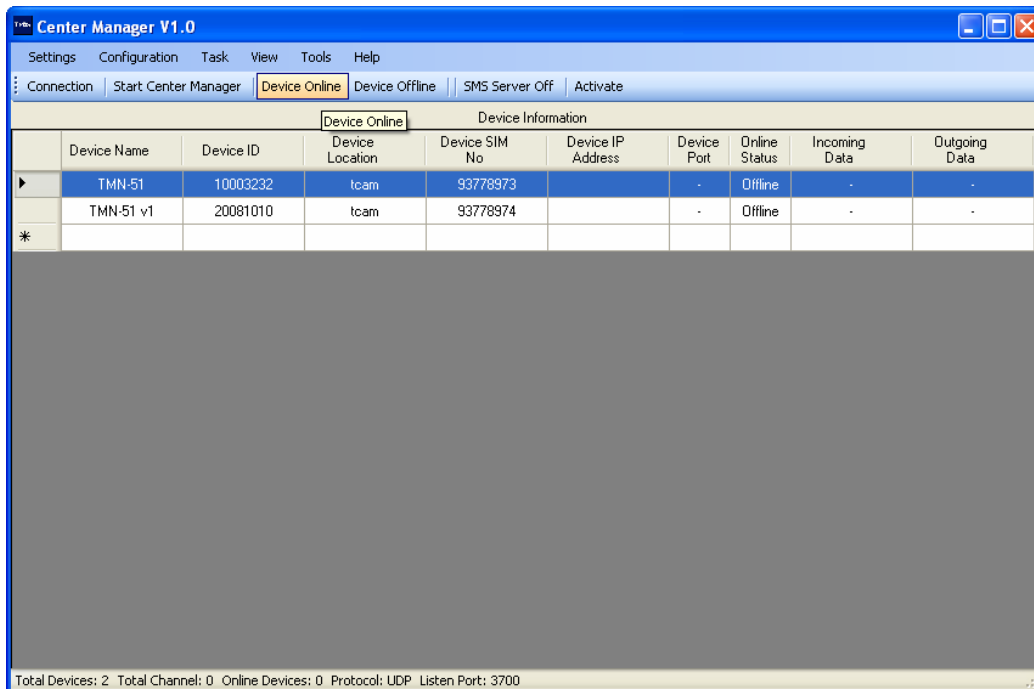 Center Manager V1.0
Settings Configuration Task View Tools Help
Connection Start Center Manager Device Online Device Offline SMS Server Off Activate
Device Online
Device Information
Device Name Device ID Device Location Device SIM No Device IP Address Device Port Online Status Incoming Data Outgoing Data
TMN-51 10003232 tcam 93778973 - Offline - -
TMN-51 v1 20081010 tcam 93778974 - Offline - -
Total Devices: 2 Total Channel: 0 Online Devices: 0 Protocol: UDP Listen Port: 3700